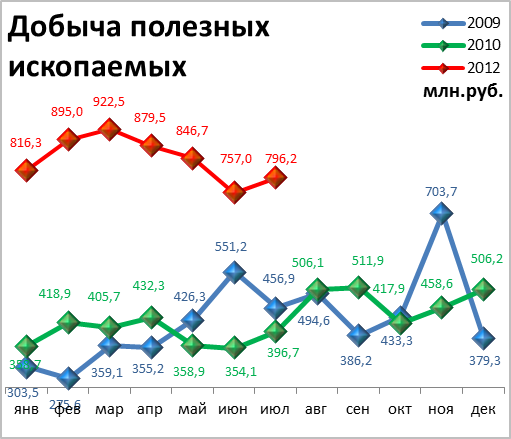 Добыча полезных
ископаемых
2009
2010
2012
млн.руб.
816,3 895,0 922,5 879,5 846,7 757,0 796,2
418,9 405,7 432,3 358,9 354,1 396,7 506,1 511,9 417,9 458,6 506,2
303,5 275,6 359,1 355,2 426,3 551,2 456,9 494,6 386,2 433,3 703,7 379,3
янв фев мар апр май июн июл авг сен окт ноя дек